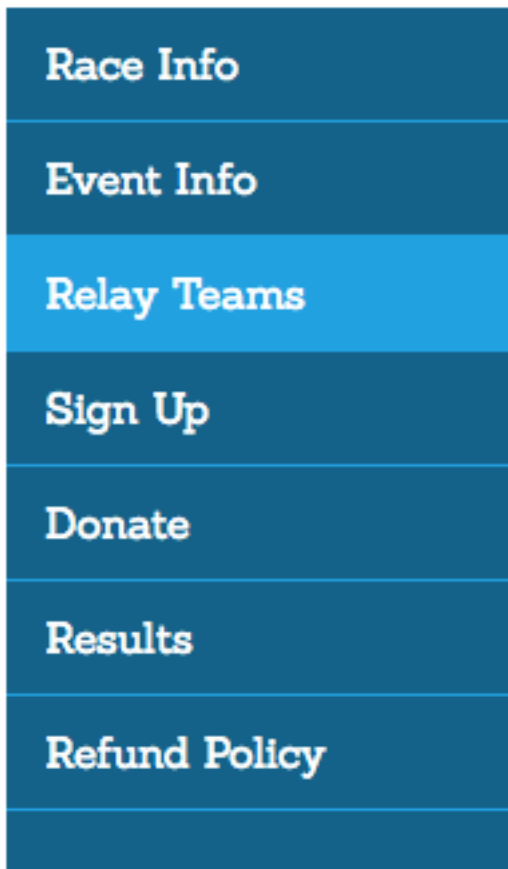 Race Info
Event Info
Relay Teams
Sign Up
Donate
Results
Refund Policy